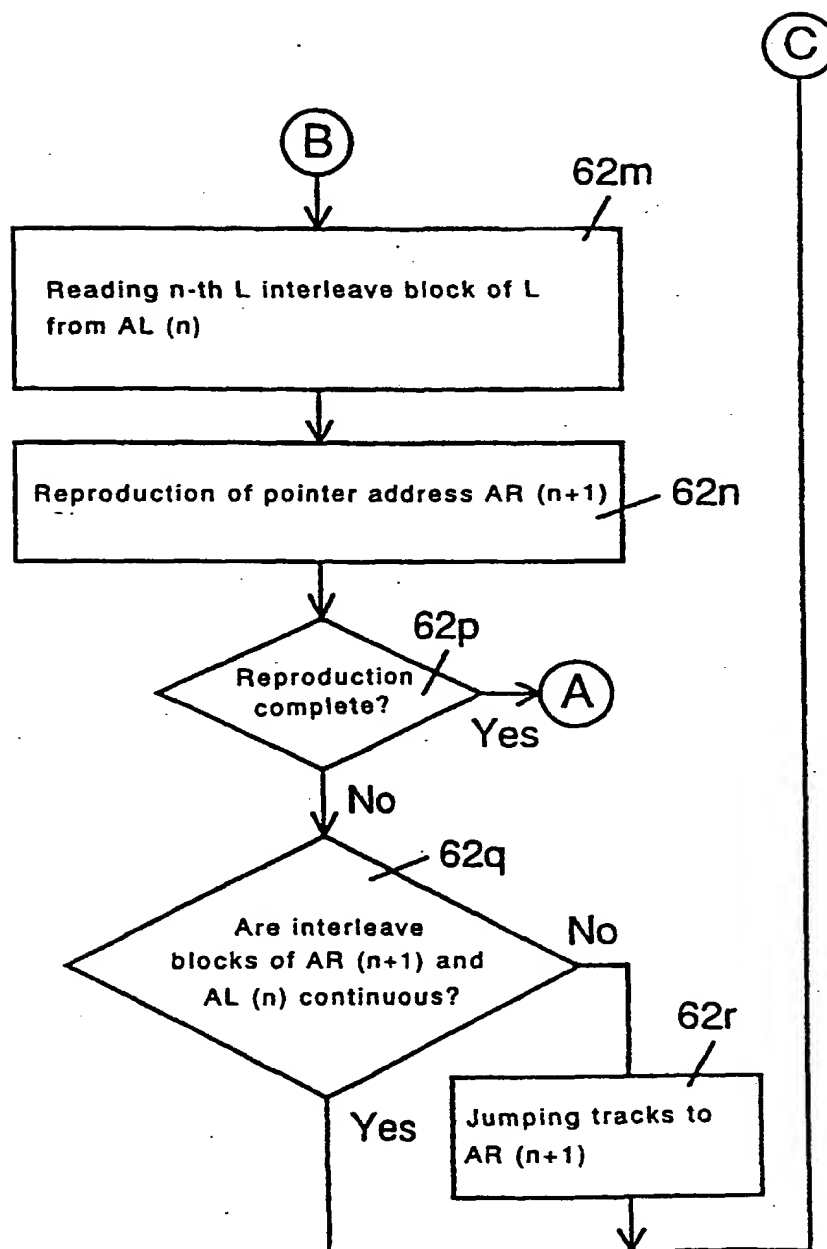 C
B
62m
Reading n-th L interleave block of L
from AL (n)
Reproduction of pointer address AR (n+1)
62n
62p
Reproduction
complete?
A
Yes
No
62q
Are interleave
blocks of AR (n+1) and
AL (n) continuous?
No
62r
Yes
Jumping tracks to
AR (n+1)